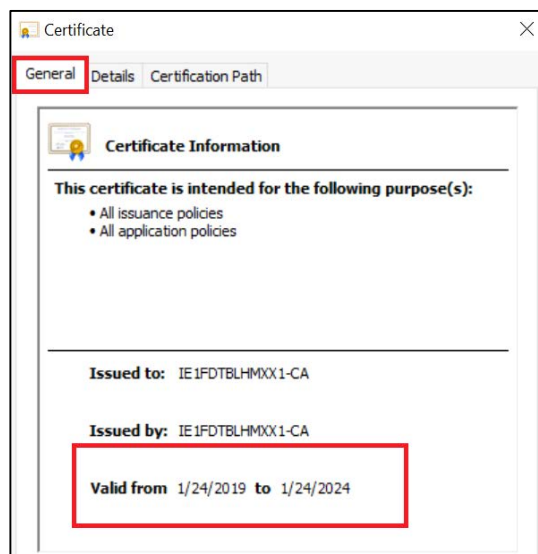 Certificate
General Details Certification Path
Certificate Information
This certificate is intended for the following purpose(s):
• All issuance policies
• All application policies
Issued to: IE1FDTBLHMXX1-CA
Issued by: IE1FDTBLHMXX1-CA
Valid from 1/24/2019 to 1/24/2024